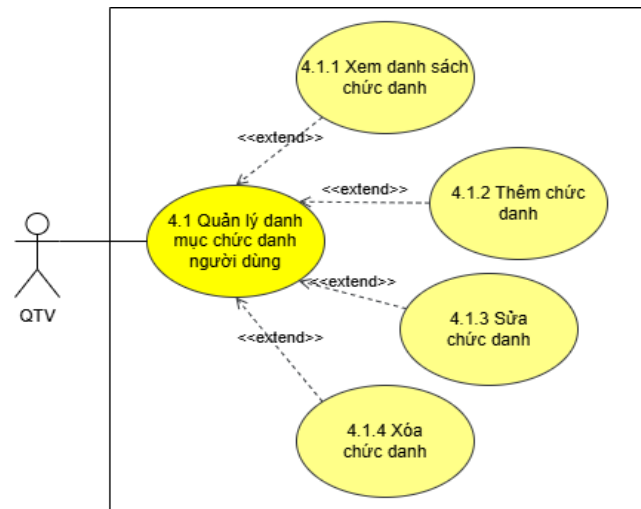 4.1.1 Xem danh sách
chức danh
<<extend>>
<<extend>>
4.1.2 Thêm chức
danh
4.1 Quản lý danh
mục chức danh
người dùng
QTV
<<extend>>
4.1.3 Sửa
chức danh
<<extend>>
4.1.4 Xóa
chức danh